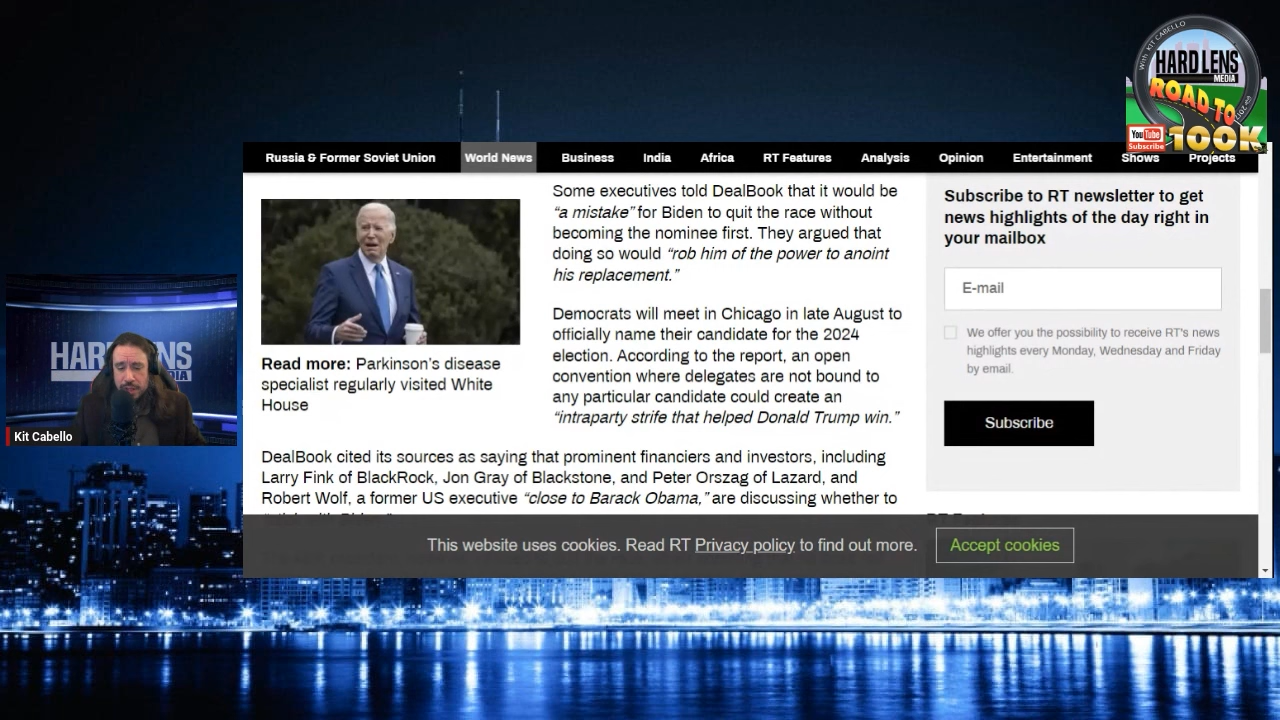 With KIT CABELLO
HARD LENS
MEDIA
ROAD TO
YouTube
Subscribe
100K
Russia & Former Soviet Union World News Business India Africa RT Features Analysis Opinion Entertainment Shows Projects
Some executives told DealBook that it would be
“a mistake” for Biden to quit the race without
becoming the nominee first. They argued that
doing so would “rob him of the power to anoint
his replacement.”
Democrats will meet in Chicago in late August to
officially name their candidate for the 2024
election. According to the report, an open
convention where delegates are not bound to
any particular candidate could create an
“intraparty strife that helped Donald Trump win.”
Read more: Parkinson’s disease
specialist regularly visited White
House
DealBook cited its sources as saying that prominent financiers and investors, including
Larry Fink of BlackRock, Jon Gray of Blackstone, and Peter Orszag of Lazard, and
Robert Wolf, a former US executive “close to Barack Obama,” are discussing whether to
Subscribe to RT newsletter to get
news highlights of the day right in
your mailbox
E-mail
We offer you the possibility to receive RT's news
highlights every Monday, Wednesday and Friday
by email.
Subscribe
This website uses cookies. Read RT Privacy policy to find out more.
Accept cookies
Kit Cabello